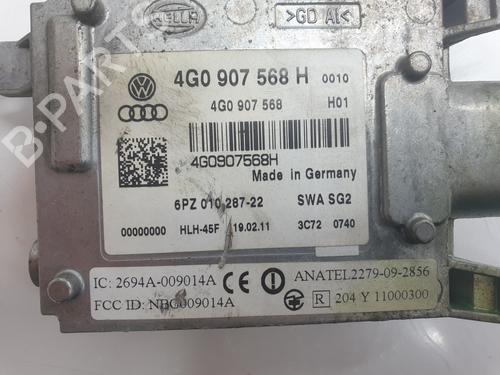 HELLA
>GD Al<
4G0 907 568 H 0010
4G0 907 568 H01
4G0907568H
Made in Germany
6PZ 010 287-22 SWA SG2
00000000 HLH-45F 19.02.11 3C72 0740
IC: 2694A-009014A CE ANATEL2279-09-2856
FCC ID: NBG009014A R 204 Y 11000300
B-PARTS